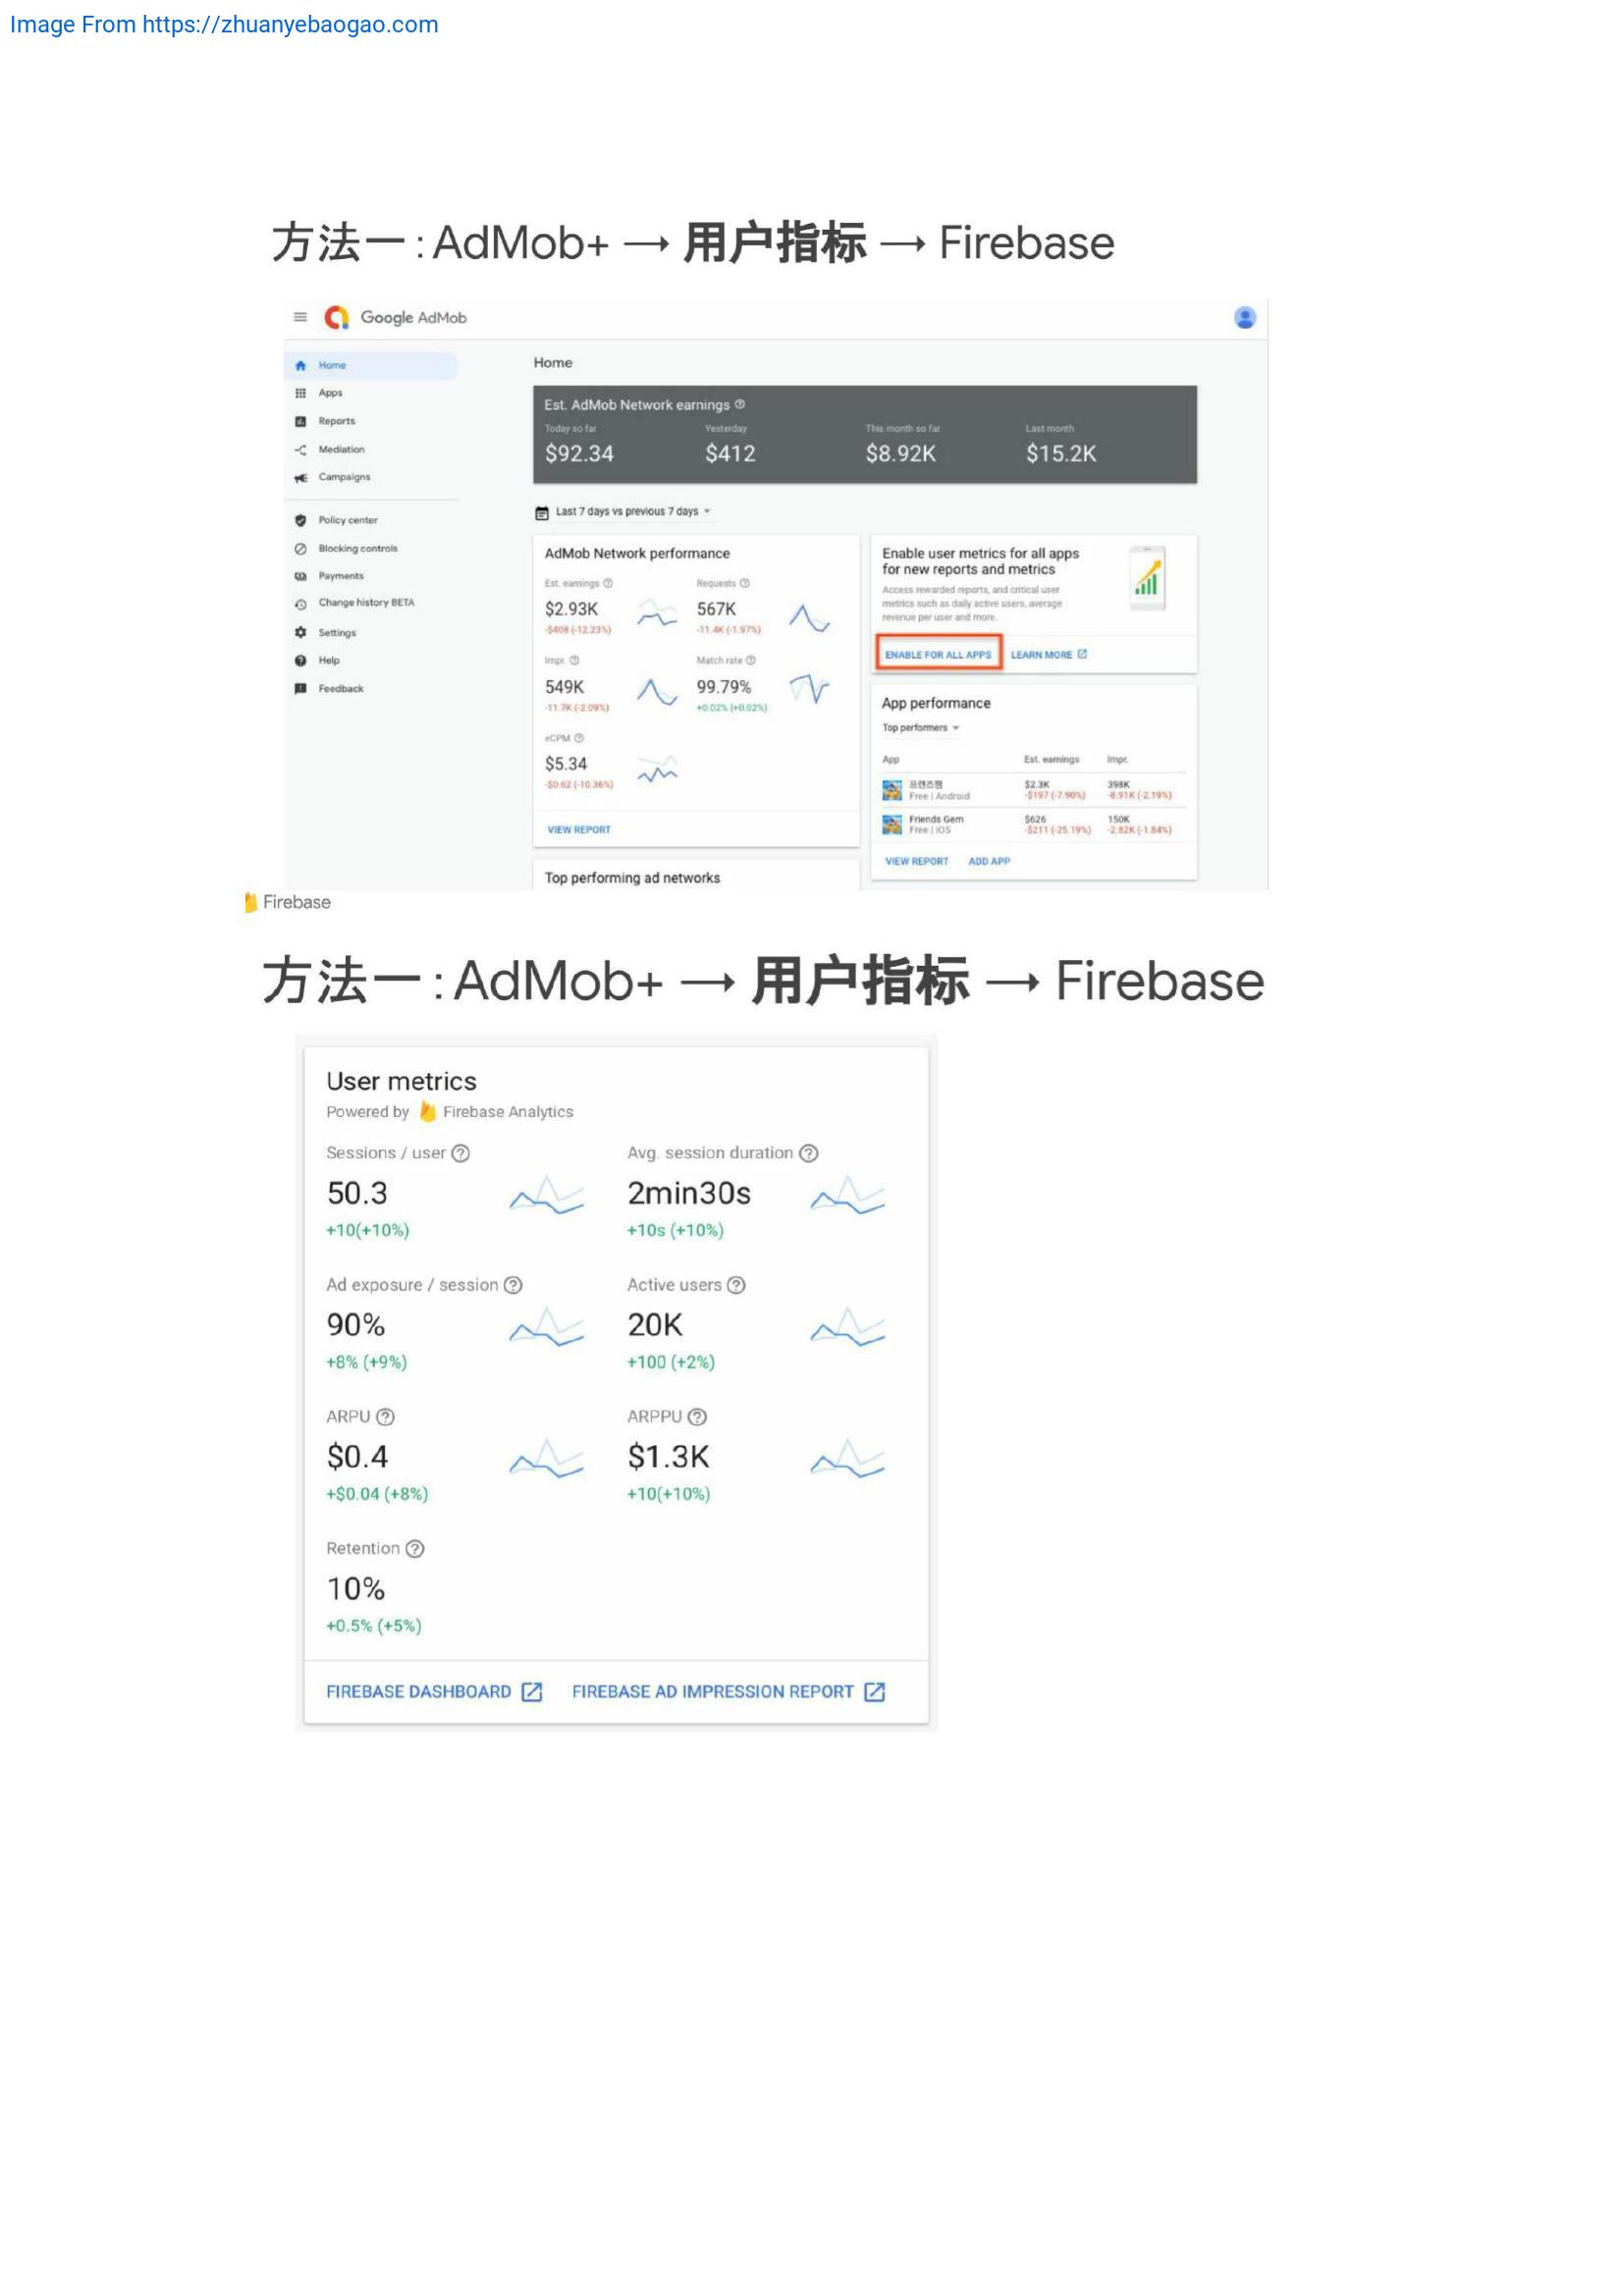 Image From https://zhuanyebaogao.com
方法一:AdMob+ → 用户指标 → Firebase
Google AdMob
Home
Apps
Reports
Mediation
Campaigns
Policy center
Blocking controls
Payments
Change history BETA
Settings
Help
Feedback
Home
Est. AdMob Network earnings
Today so far Yesterday This month so far Last month
$92.34 $412 $8.92K $15.2K
Last 7 days vs previous 7 days
AdMob Network performance
Est. earnings Requests
$2.93K 567K
-$408 (-12.23%) -11.4K (-1.97%)
Impr. Match rate
549K 99.79%
-11.7K (-2.09%) +0.02% (+0.02%)
eCPM
$5.34
-$0.62 (-10.36%)
VIEW REPORT
Top performing ad networks
Enable user metrics for all apps
for new reports and metrics
Access rewarded reports, and critical user
metrics such as daily active users, average
revenue per user and more.
ENABLE FOR ALL APPS LEARN MORE
App performance
Top performers
App Est. earnings Impr.
프렌즈젬 $2.3K 398K
Free | Android -$197 (-7.90%) -8.91K (-2.19%)
Friends Gem $626 150K
Free | iOS -$211 (-25.19%) -2.82K (-1.84%)
VIEW REPORT ADD APP
Firebase
方法一:AdMob+ → 用户指标 → Firebase
User metrics
Powered by Firebase Analytics
Sessions / user Avg. session duration
50.3 2min30s
+10(+10%) +10s (+10%)
Ad exposure / session Active users
90% 20K
+8% (+9%) +100 (+2%)
ARPU ARPPU
$0.4 $1.3K
+$0.04 (+8%) +10(+10%)
Retention
10%
+0.5% (+5%)
FIREBASE DASHBOARD FIREBASE AD IMPRESSION REPORT